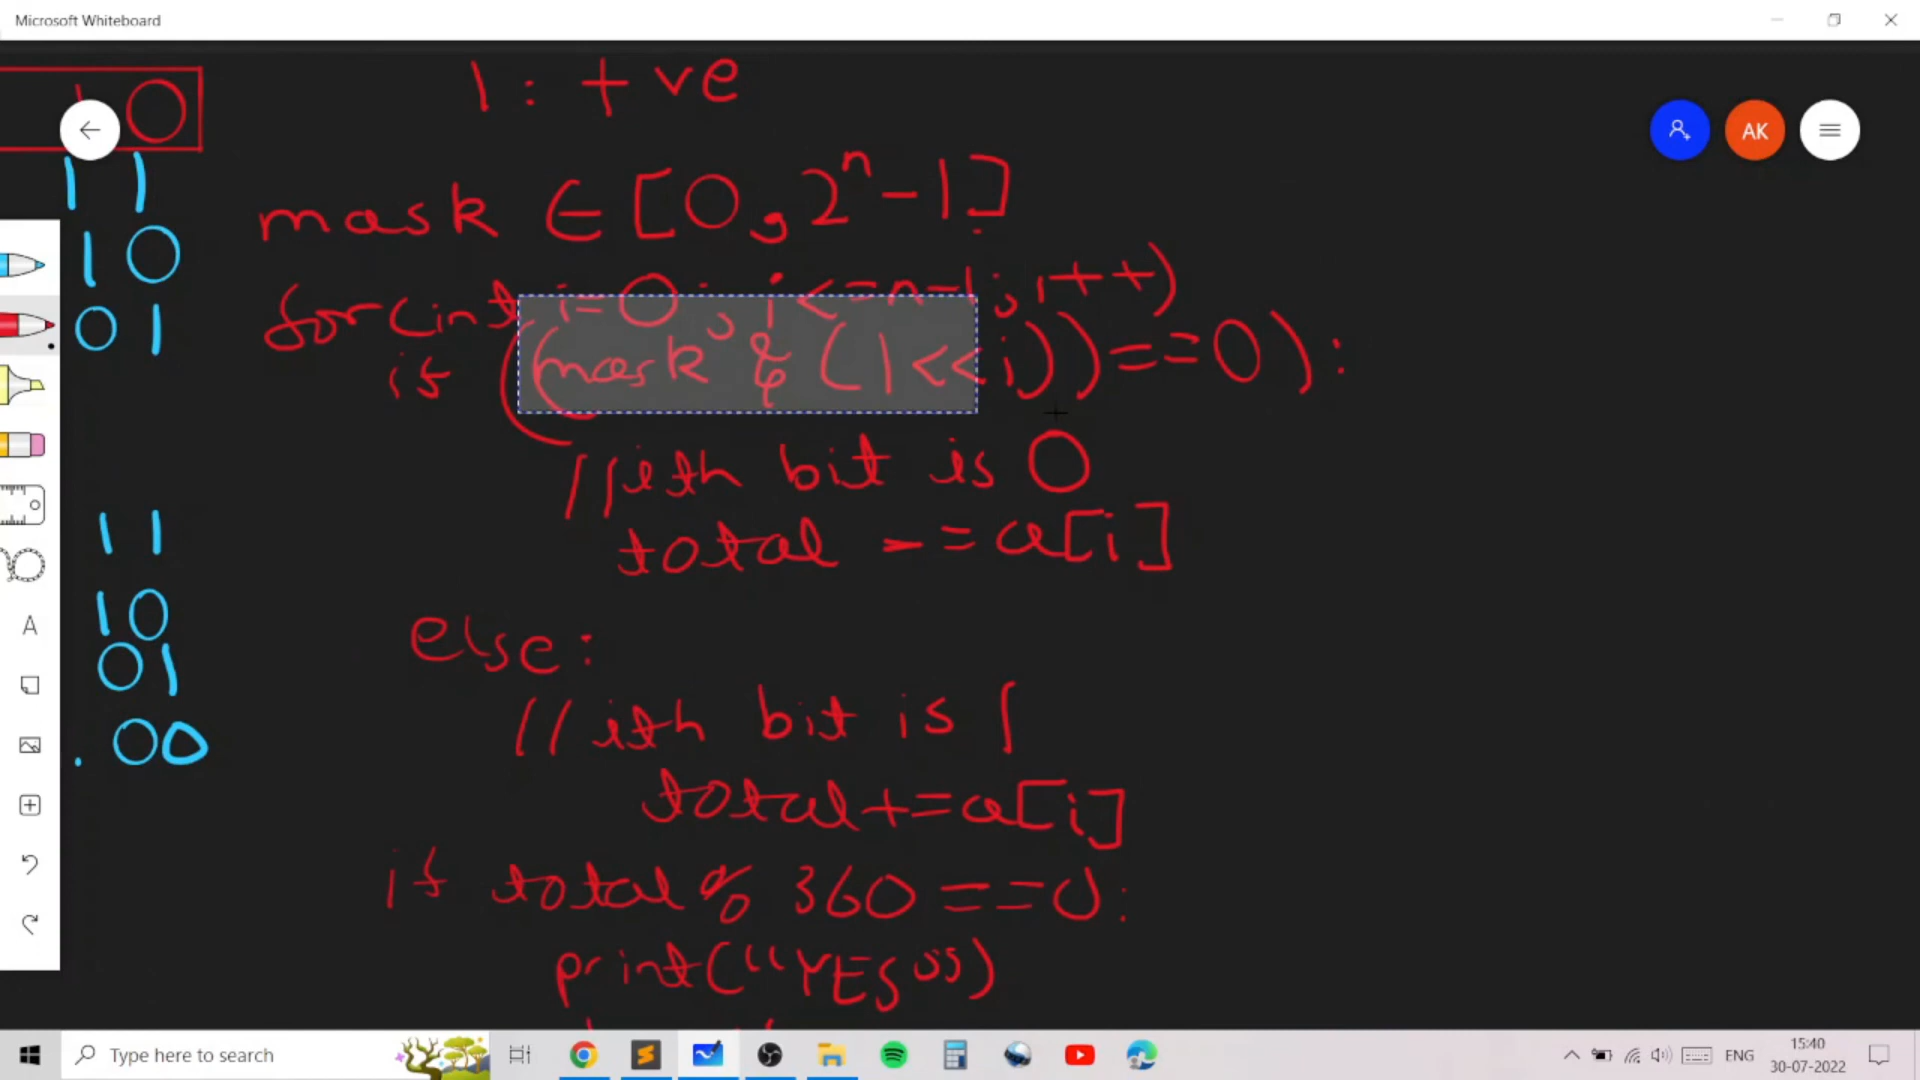 Microsoft Whiteboard
1 0
1 : + ve
AK
1 1
mask ∈ [0, 2ⁿ-1]
1 0
for(int i=0; i<=n-1; i++)
0 1
if ((mask & (1<<i))==0):
//ith bit is 0
total -=a[i]
1 1
1 0
else:
0 1
// ith bit is 1
. 00
total+=a[i]
if total % 360 ==0:
print("YES")
A
Type here to search
ENG
15:40
30-07-2022